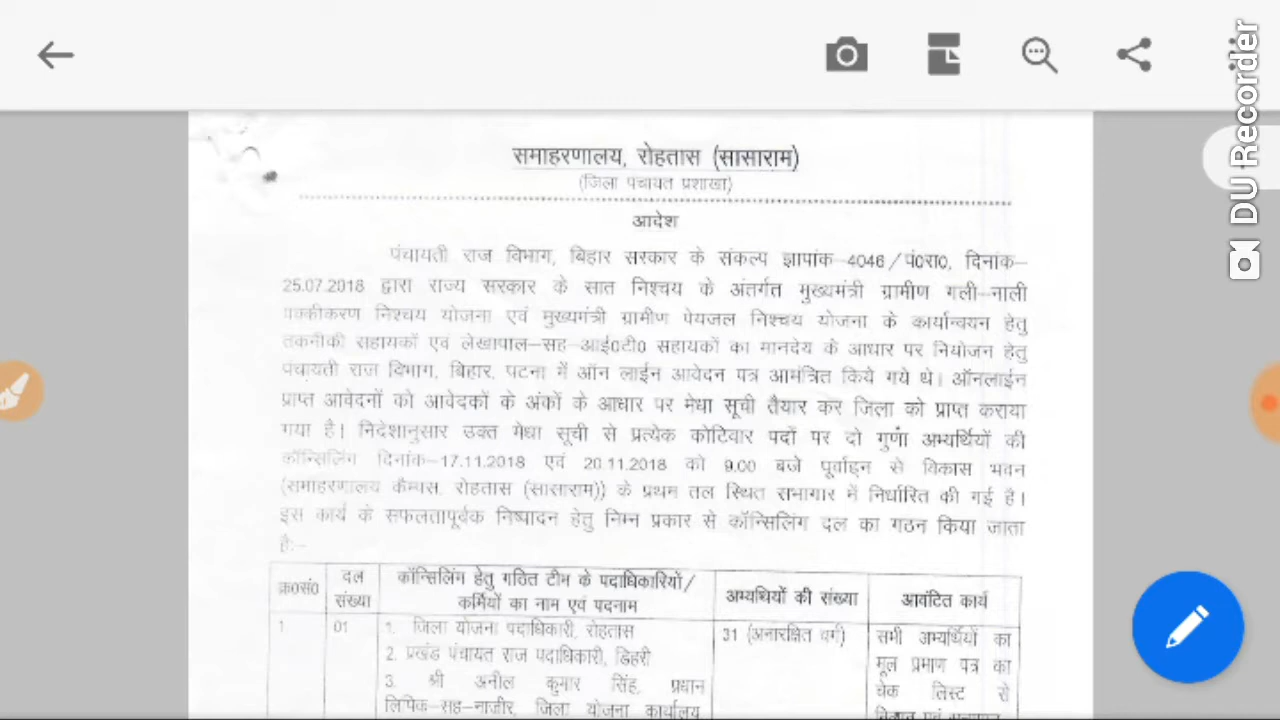 समाहरणालय, रोहतास (सासाराम)
(जिला पंचायत प्रशाखा)
आदेश
पंचायती राज विभाग, बिहार सरकार के संकल्प ज्ञापांक–4046/पं0रा0, दिनांक–
25.07.2018 द्वारा राज्य सरकार के सात निश्चय के अंतर्गत मुख्यमंत्री ग्रामीण गली–नाली
पक्कीकरण निश्चय योजना एवं मुख्यमंत्री ग्रामीण पेयजल निश्चय योजना के कार्यान्वयन हेतु
तकनीकी सहायकों एवं लेखापाल–सह–आई0टी0 सहायकों का मानदेय के आधार पर नियोजन हेतु
पंचायती राज विभाग, बिहार, पटना में ऑन लाईन आवेदन पत्र आमंत्रित किये गये थे। ऑनलाईन
प्राप्त आवेदनों को आवेदकों के अंकों के आधार पर मेधा सूची तैयार कर जिला को प्राप्त कराया
गया है। निदेशानुसार उक्त मेधा सूची से प्रत्येक कोटिवार पदों पर दो गुणा अभ्यर्थियों की
कॉन्सिलिंग दिनांक–17.11.2018 एवं 20.11.2018 को 9.00 बजे पूर्वाह्न से विकास भवन
(समाहरणालय कैम्पस, रोहतास (सासाराम)) के प्रथम तल स्थित सभागार में निर्धारित की गई है।
इस कार्य के सफलतापूर्वक निष्पादन हेतु निम्न प्रकार से कॉन्सिलिंग दल का गठन किया जाता
है:–
क्र0सं0 दल संख्या कॉन्सिलिंग हेतु गठित टीम के पदाधिकारियों/ अभ्यर्थियों की संख्या आवंटित कार्य
कर्मियों का नाम एवं पदनाम
1 01 1. जिला योजना पदाधिकारी, रोहतास 31 (अनारक्षित वर्ग) सभी अभ्यर्थियों का
2. प्रखंड पंचायत राज पदाधिकारी, डिहरी मूल प्रमाण पत्र का
3. श्री अनील कुमार सिंह, प्रधान चेक लिस्ट से
लिपिक–सह–नाजीर, जिला योजना कार्यालय
DU Recorder